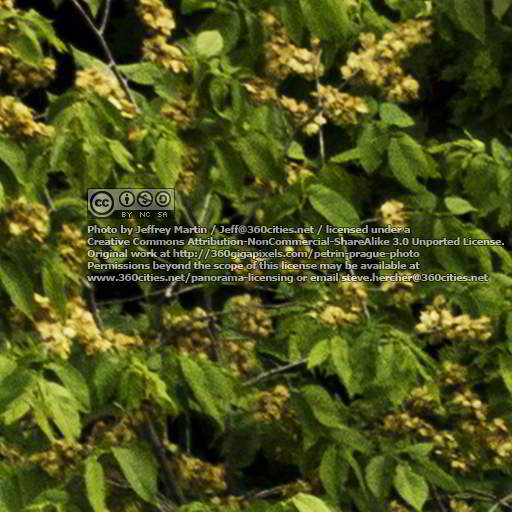 cc BY NC SA
Photo by Jeffrey Martin / Jeff@360cities.net / licensed under a
Creative Commons Attribution-NonCommercial-ShareAlike 3.0 Unported License.
Original work at http://360gigapixels.com/petrin-prague-photo
Permissions beyond the scope of this license may be available at
www.360cities.net/panorama-licensing or email steve.hercher@360cities.net